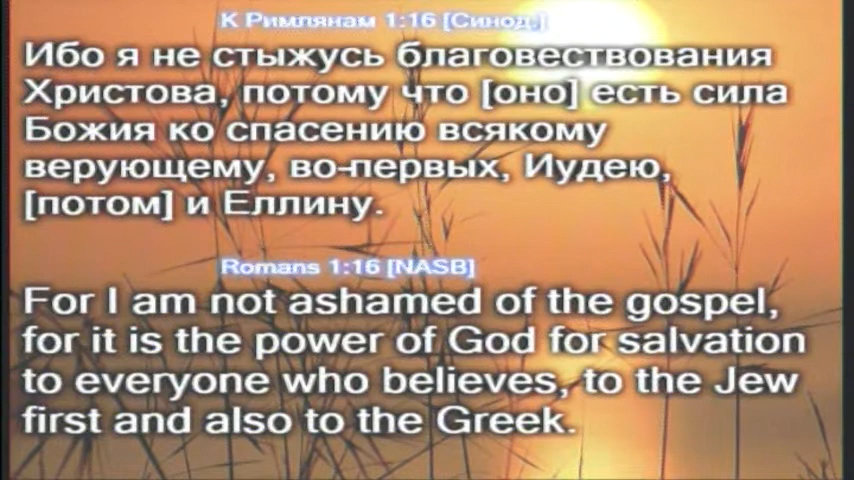 К Римлянам 1:16 [Синод.]
Ибо я не стыжусь благовествования
Христова, потому что [оно] есть сила
Божия ко спасению всякому
верующему, во-первых, Иудею,
[потом] и Еллину.
Romans 1:16 [NASB]
For I am not ashamed of the gospel,
for it is the power of God for salvation
to everyone who believes, to the Jew
first and also to the Greek.